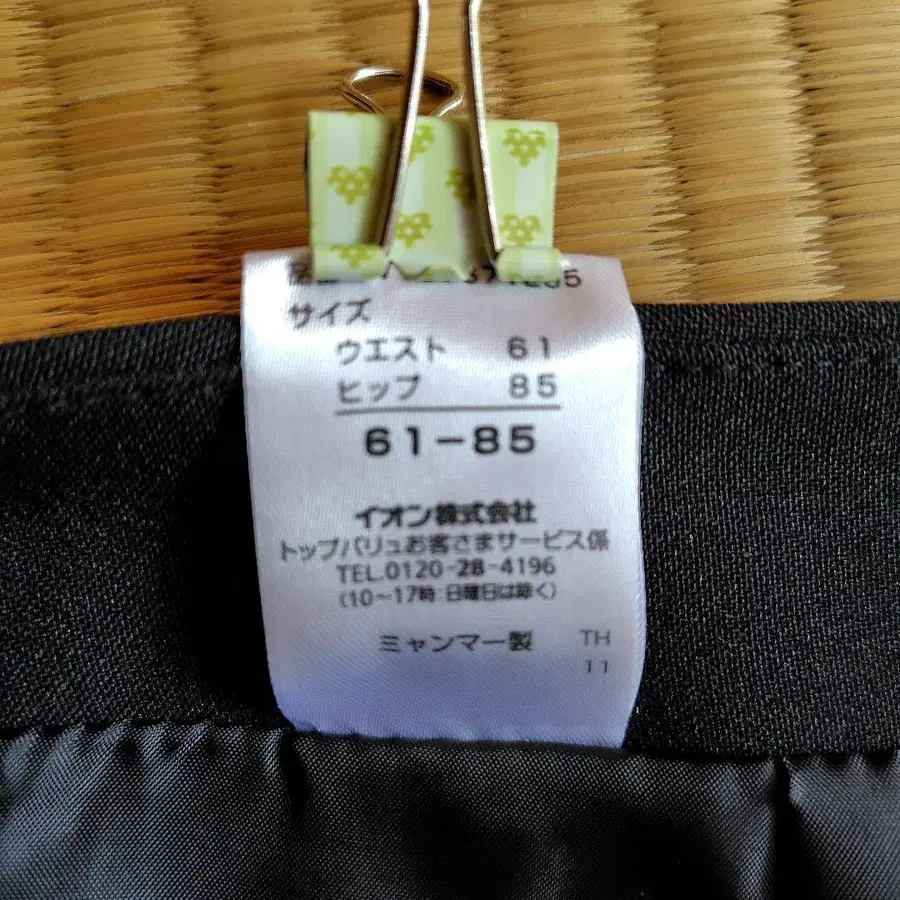 サイズ
ウエスト 61
ヒップ 85
61-85
イオン株式会社
トップバリュお客さまサービス係
TEL.0120-28-4196
(10〜17時:日曜日は除く)
ミャンマー製 TH
11